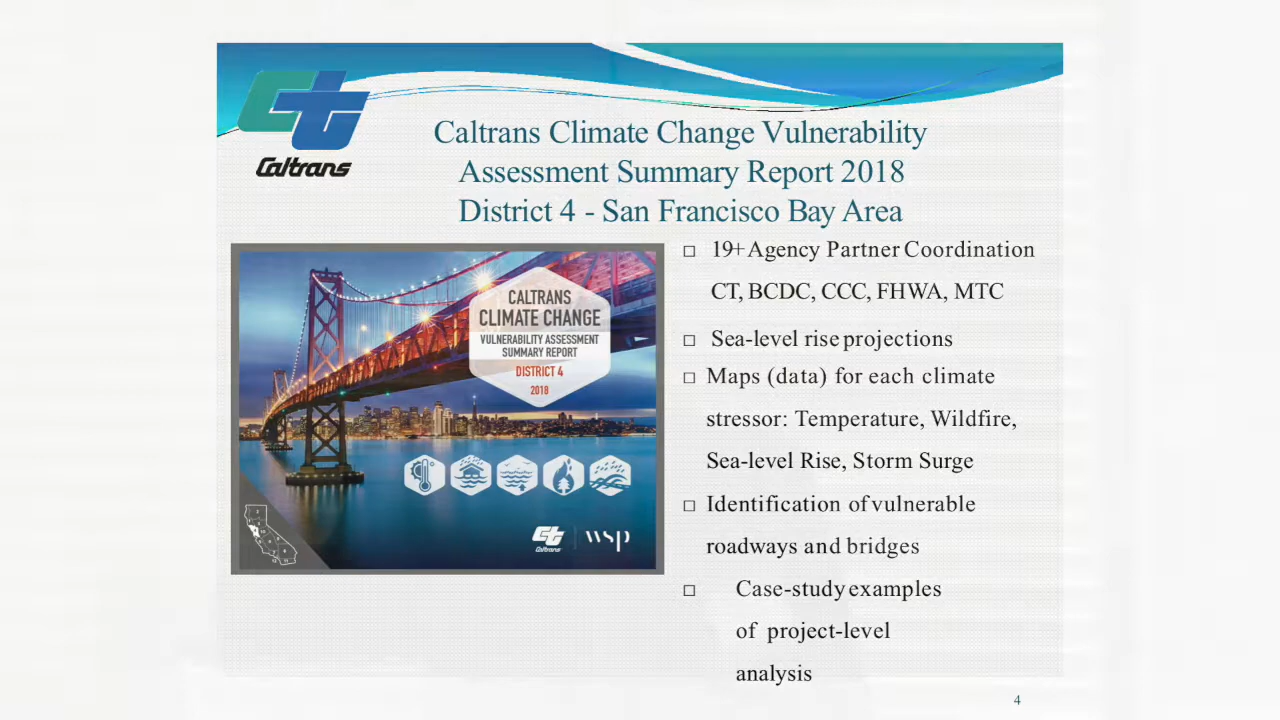 Caltrans
Caltrans Climate Change Vulnerability
Assessment Summary Report 2018
District 4 - San Francisco Bay Area
CALTRANS
CLIMATE CHANGE
VULNERABILITY ASSESSMENT
SUMMARY REPORT
DISTRICT 4
2018
Caltrans
wsp
19+ Agency Partner Coordination
CT, BCDC, CCC, FHWA, MTC
Sea-level rise projections
Maps (data) for each climate
stressor: Temperature, Wildfire,
Sea-level Rise, Storm Surge
Identification of vulnerable
roadways and bridges
Case-study examples
of project-level
analysis
4